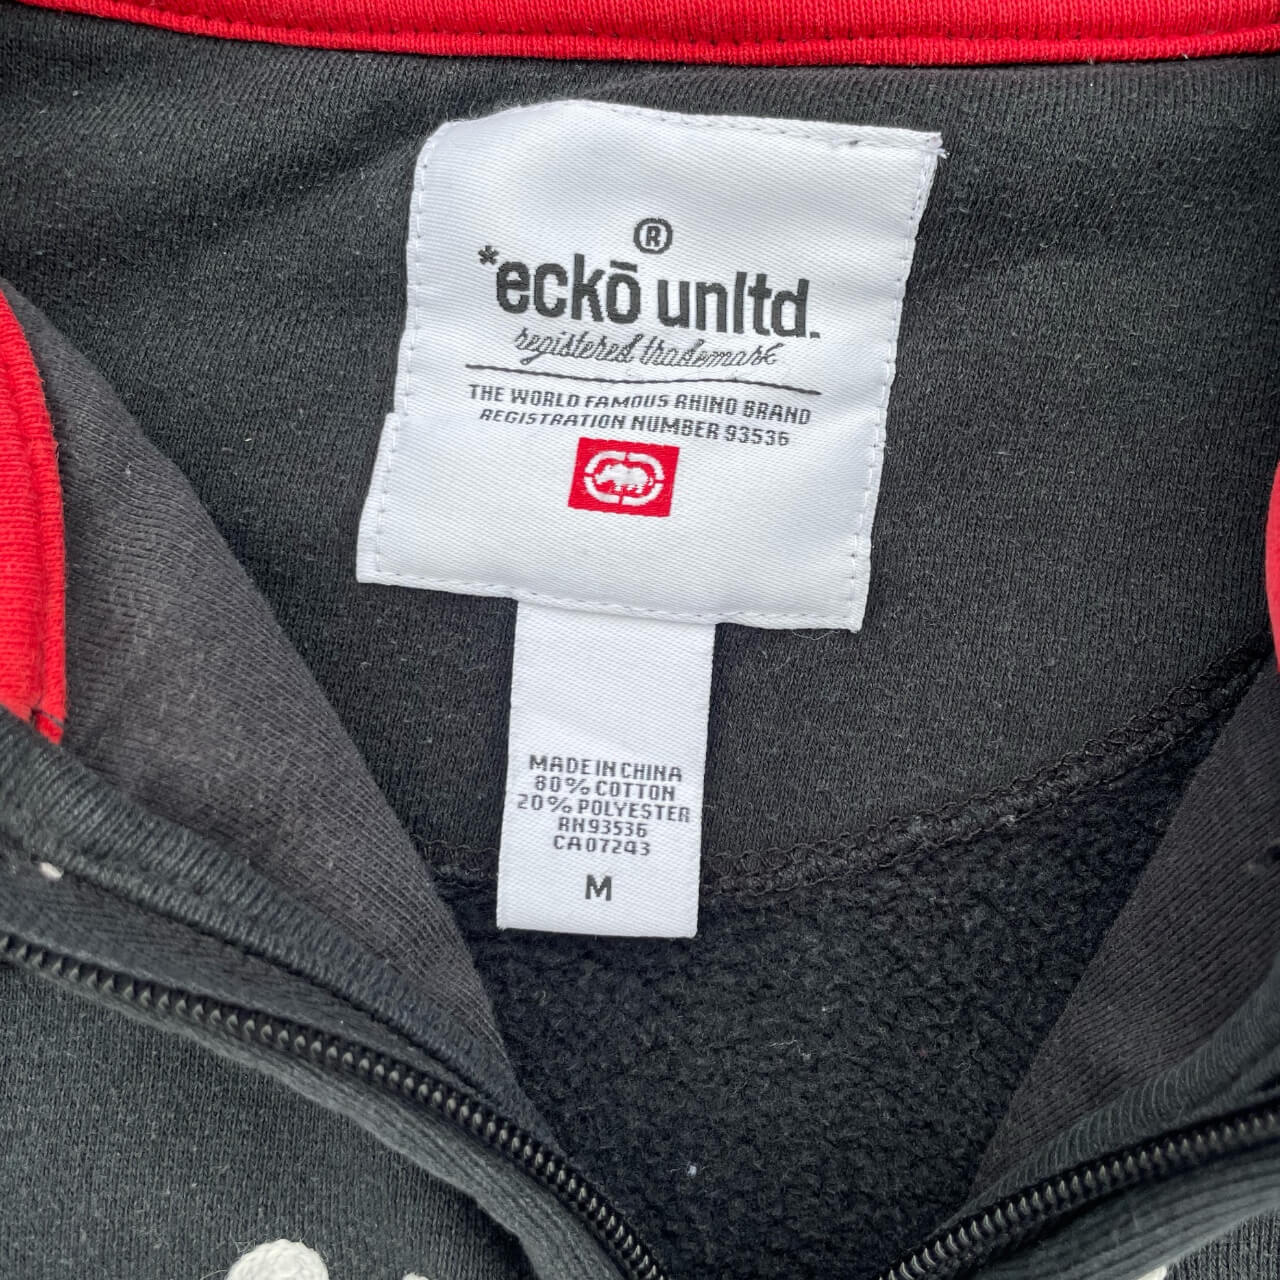 ®
*eckō unltd.
registered trademark
THE WORLD FAMOUS RHINO BRAND
REGISTRATION NUMBER 93536
MADE IN CHINA
80% COTTON
20% POLYESTER
RN93536
CA07243
M